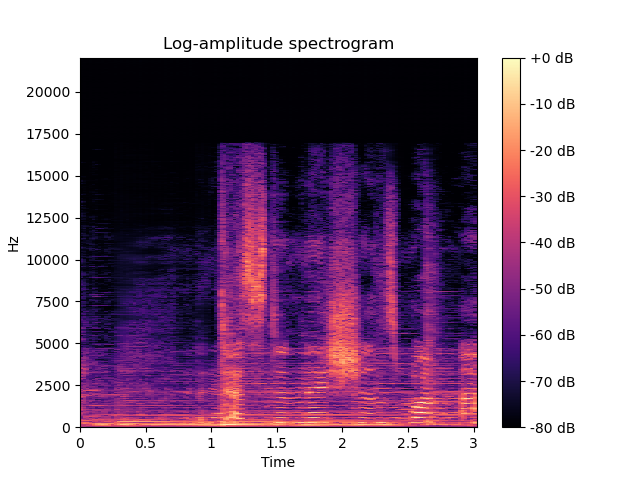 Log-amplitude spectrogram
+0 dB
20000
-10 dB
17500
-20 dB
15000
-30 dB
12500
Hz
-40 dB
10000
-50 dB
7500
-60 dB
5000
-70 dB
2500
0
-80 dB
0 0.5 1 1.5 2 2.5 3
Time